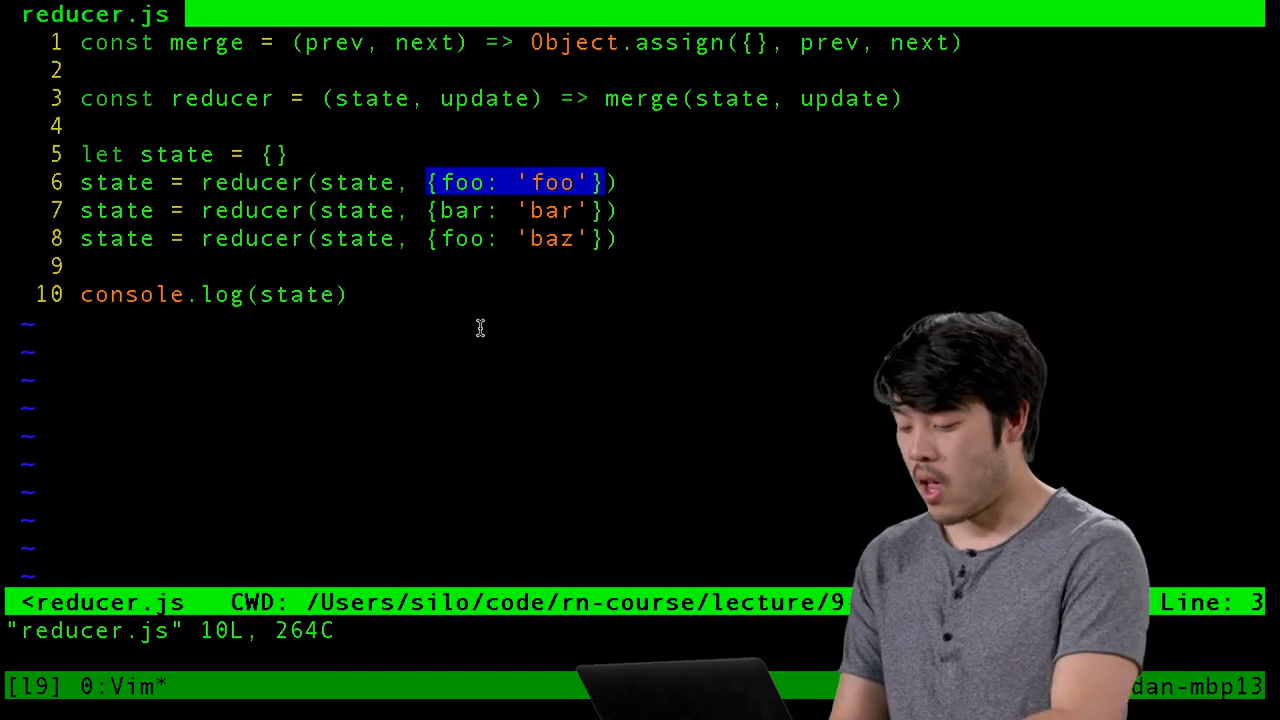 reducer.js
1 const merge = (prev, next) => Object.assign({}, prev, next)
2
3 const reducer = (state, update) => merge(state, update)
4
5 let state = {}
6 state = reducer(state, {foo: 'foo'})
7 state = reducer(state, {bar: 'bar'})
8 state = reducer(state, {foo: 'baz'})
9
10 console.log(state)
~
~
~
~
~
~
~
~
~
~
<reducer.js CWD: /Users/silo/code/rn-course/lecture/9 Line: 3
"reducer.js" 10L, 264C
[l9] 0:Vim* dan-mbp13